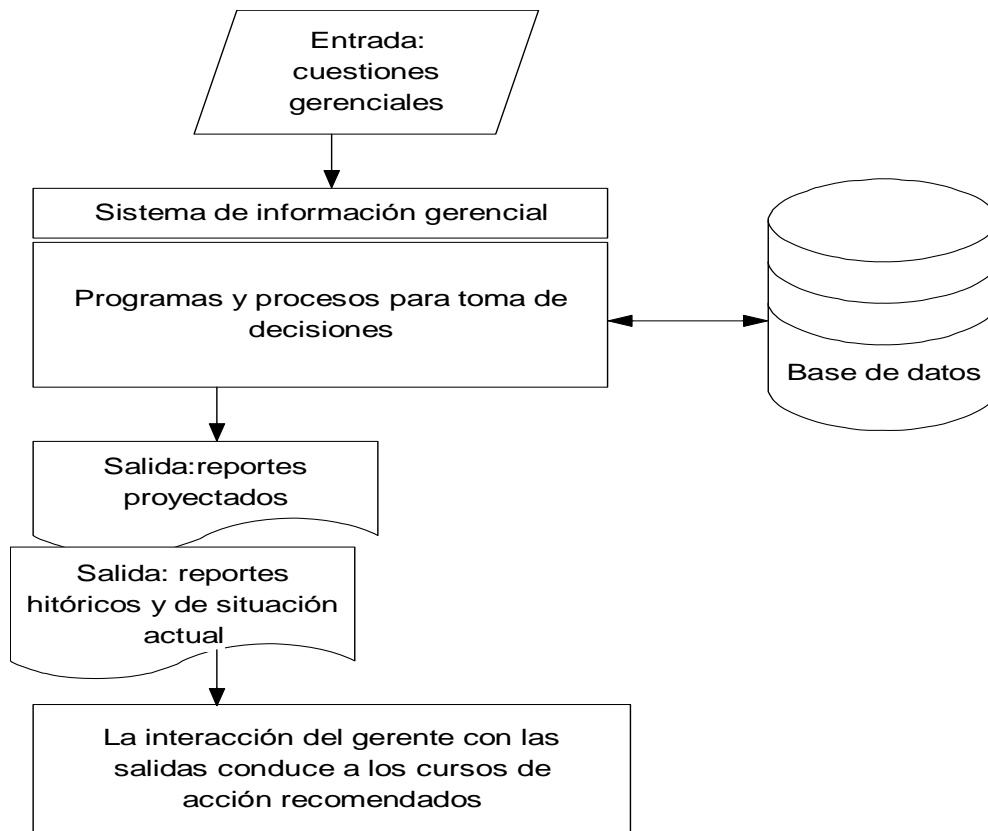 Entrada:
cuestiones
gerenciales
Sistema de información gerencial
Programas y procesos para toma de
decisiones
Base de datos
Salida:reportes
proyectados
Salida: reportes
hitóricos y de situación
actual
La interacción del gerente con las
salidas conduce a los cursos de
acción recomendados